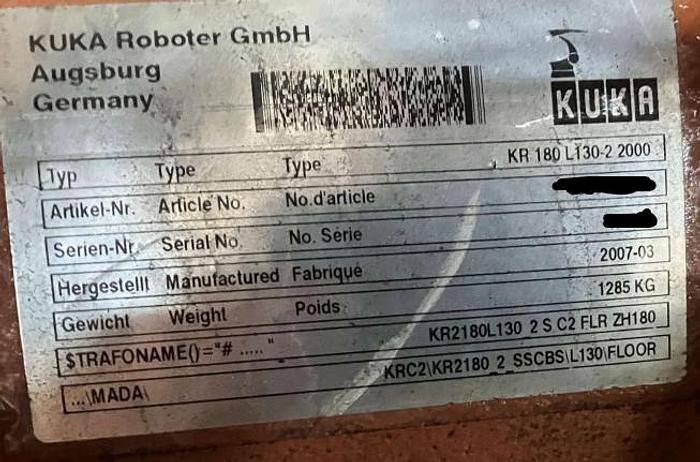 KUKA Roboter GmbH
Augsburg
Germany
KUKA
Typ Type Type KR 180 L130-2 2000
Artikel-Nr. Article No. No.d'article
Serien-Nr. Serial No. No. Série
Hergestellt Manufactured Fabriqué 2007-03
Gewicht Weight Poids 1285 KG
$TRAFONAME()="# ....." KR2180L130_2 S C2 FLR ZH180
...\MADA\ KRC2\KR2180_2_SSCBS\L130\FLOOR